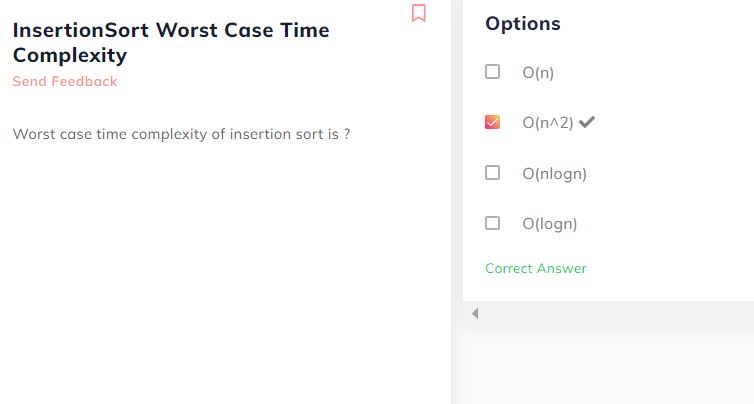 InsertionSort Worst Case Time
Complexity
Send Feedback
Worst case time complexity of insertion sort is ?
Options
O(n)
O(n^2)
O(nlogn)
O(logn)
Correct Answer